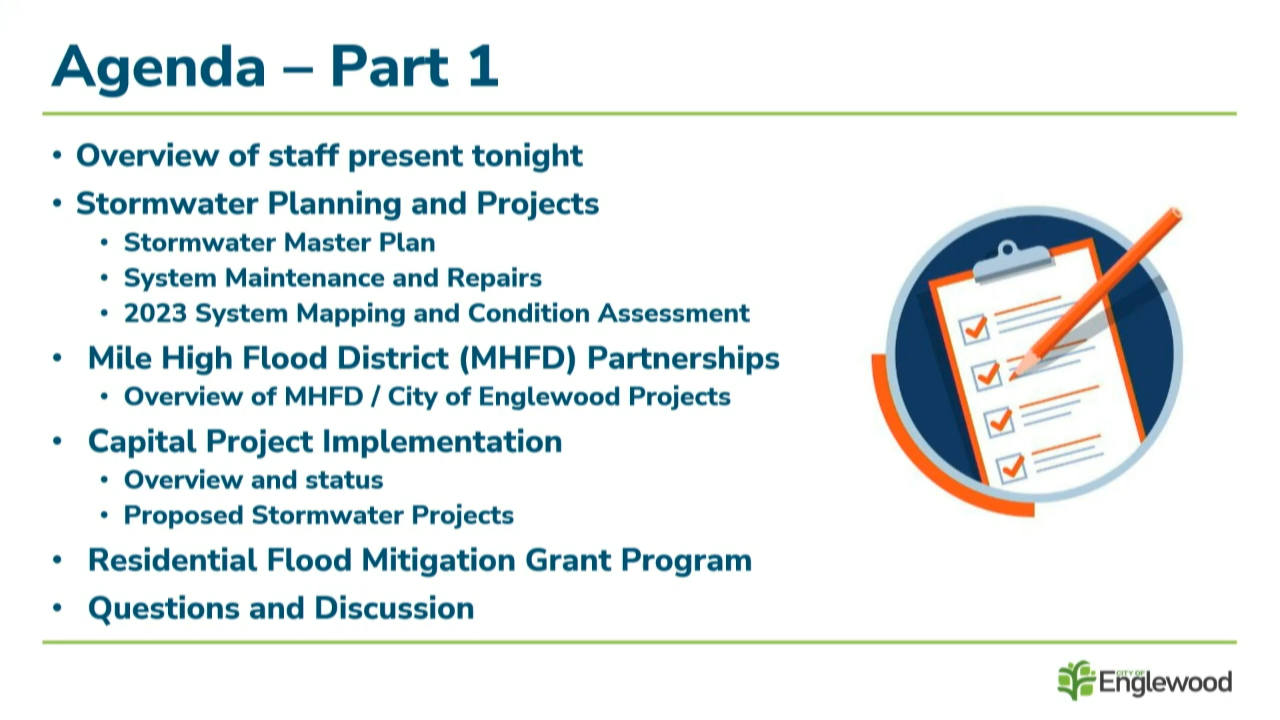 Agenda – Part 1
• Overview of staff present tonight
• Stormwater Planning and Projects
• Stormwater Master Plan
• System Maintenance and Repairs
• 2023 System Mapping and Condition Assessment
• Mile High Flood District (MHFD) Partnerships
• Overview of MHFD / City of Englewood Projects
• Capital Project Implementation
• Overview and status
• Proposed Stormwater Projects
• Residential Flood Mitigation Grant Program
• Questions and Discussion
CITY OF
Englewood